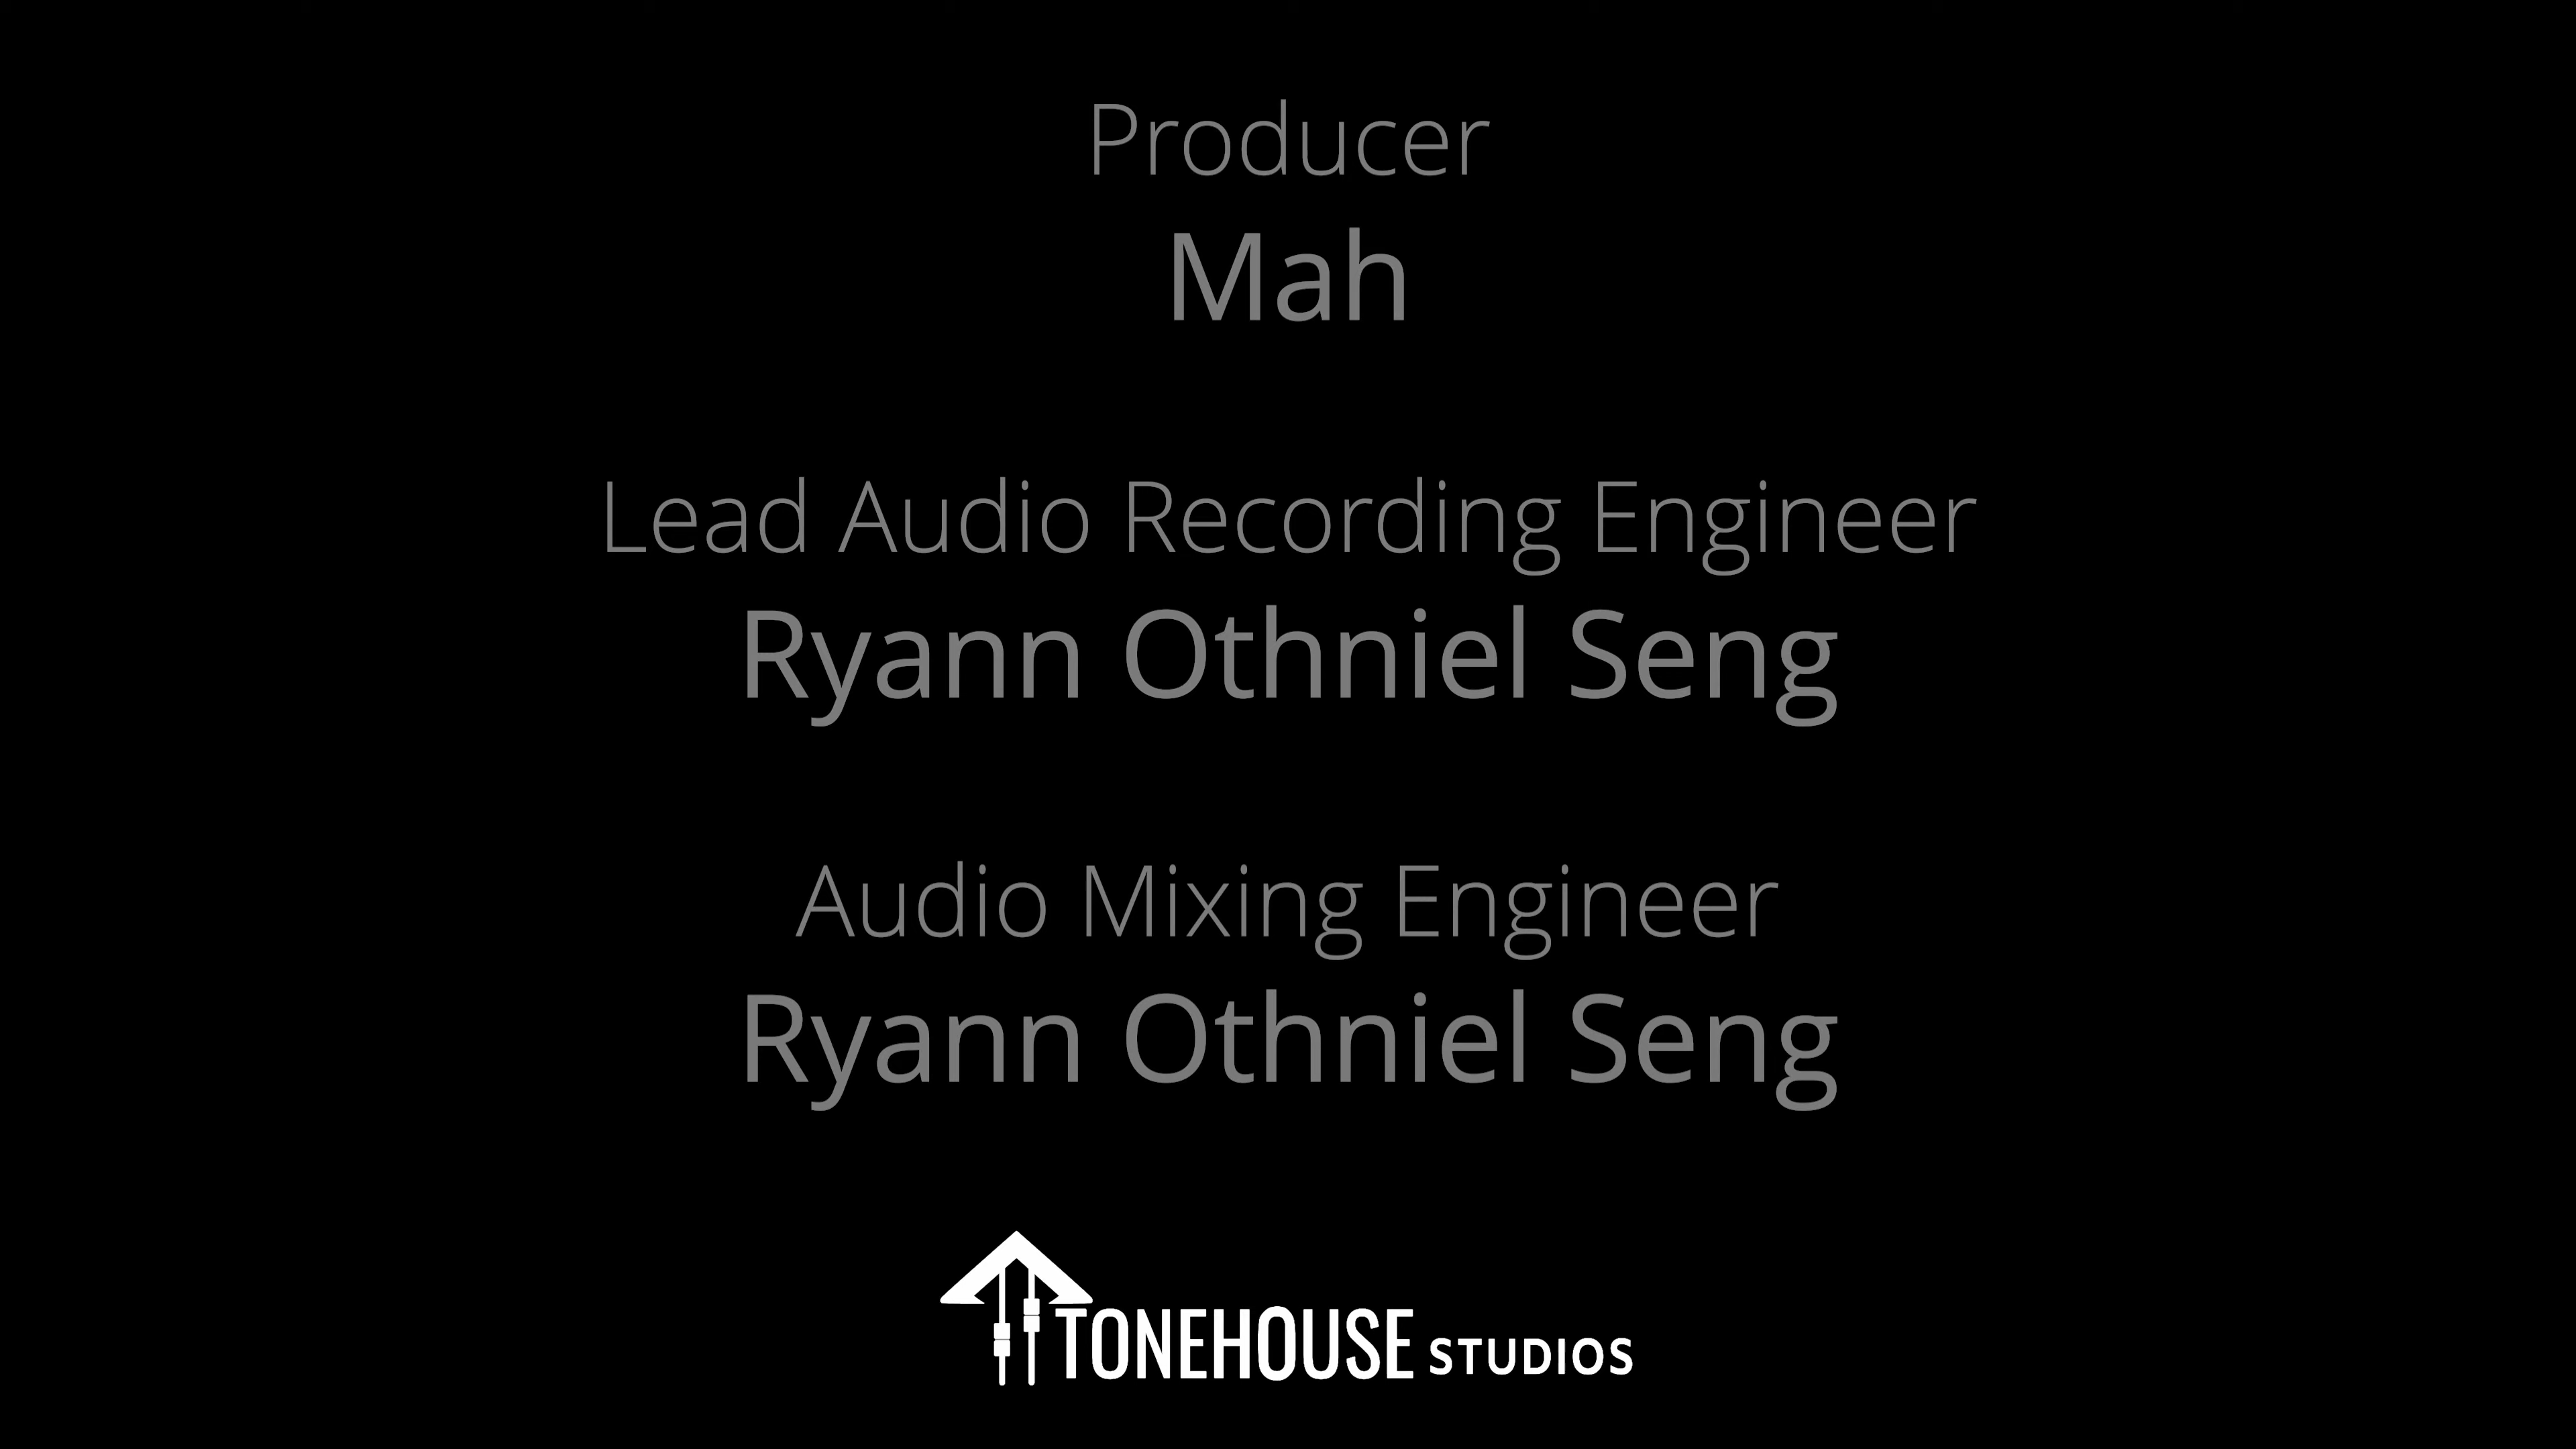 Producer
Mah
Lead Audio Recording Engineer
Ryann Othniel Seng
Audio Mixing Engineer
Ryann Othniel Seng
TONEHOUSE STUDIOS